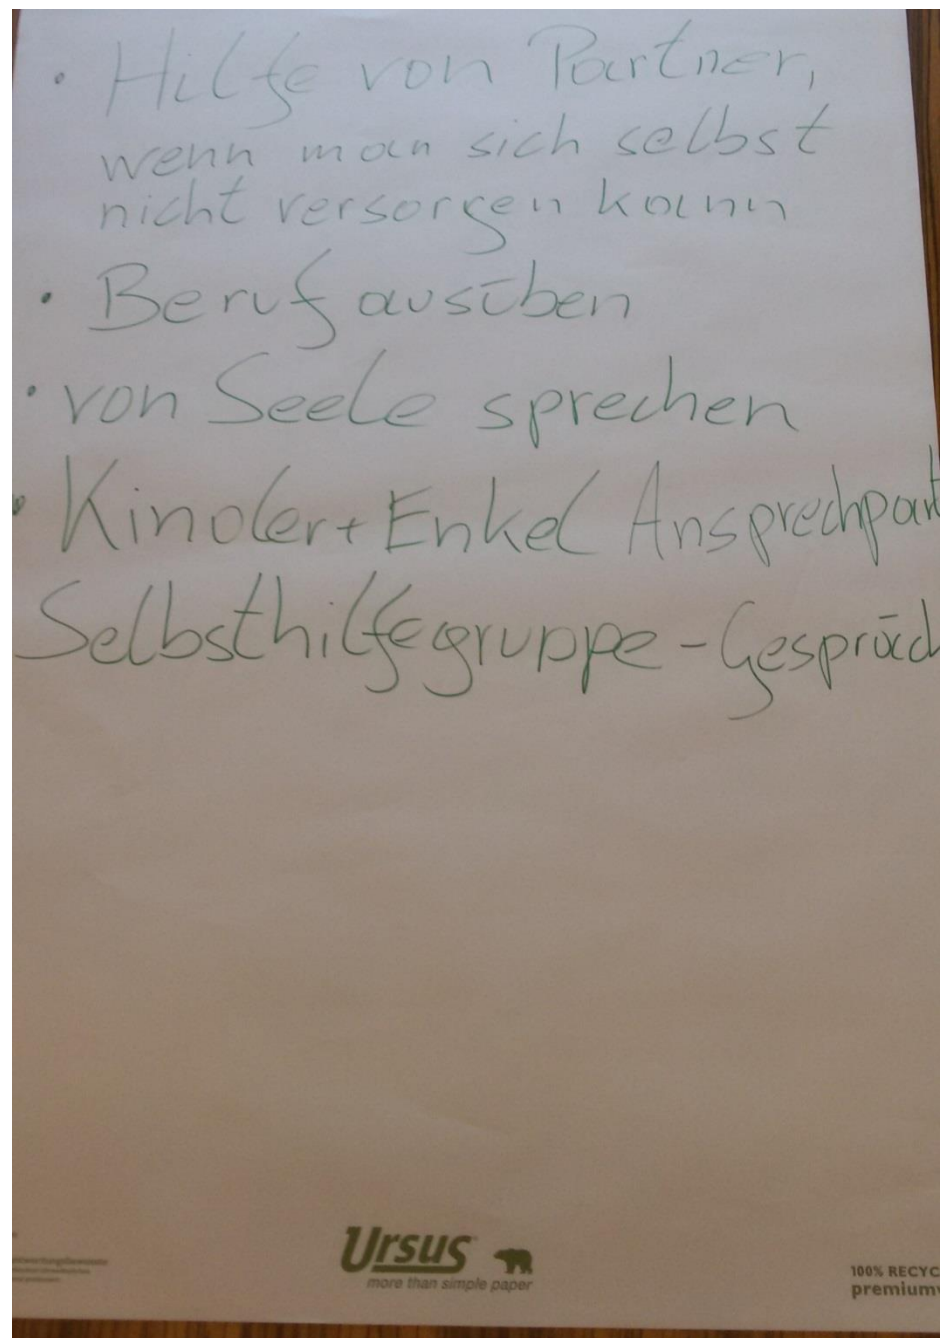 • Hilfe von Partner,
wenn man sich selbst
nicht versorgen kann
• Beruf ausüben
• von Seele sprechen
• Kinder + Enkel Ansprechpart
Selbsthilfegruppe - Gespräch
Ursus
more than simple paper
100% RECYC
premium